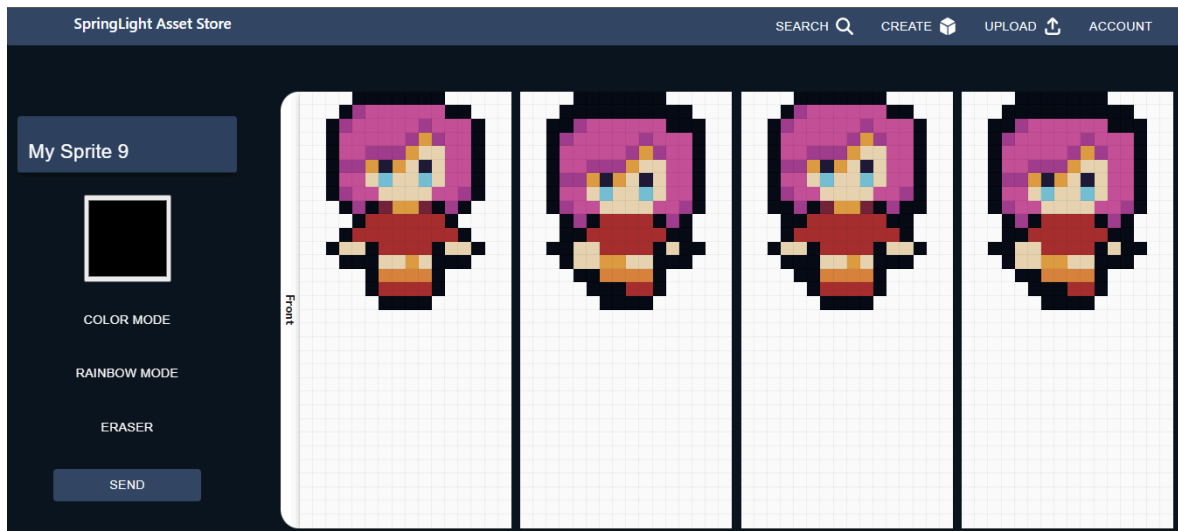 SpringLight Asset Store
SEARCH
CREATE
UPLOAD
ACCOUNT
My Sprite 9
COLOR MODE
RAINBOW MODE
ERASER
SEND
Front